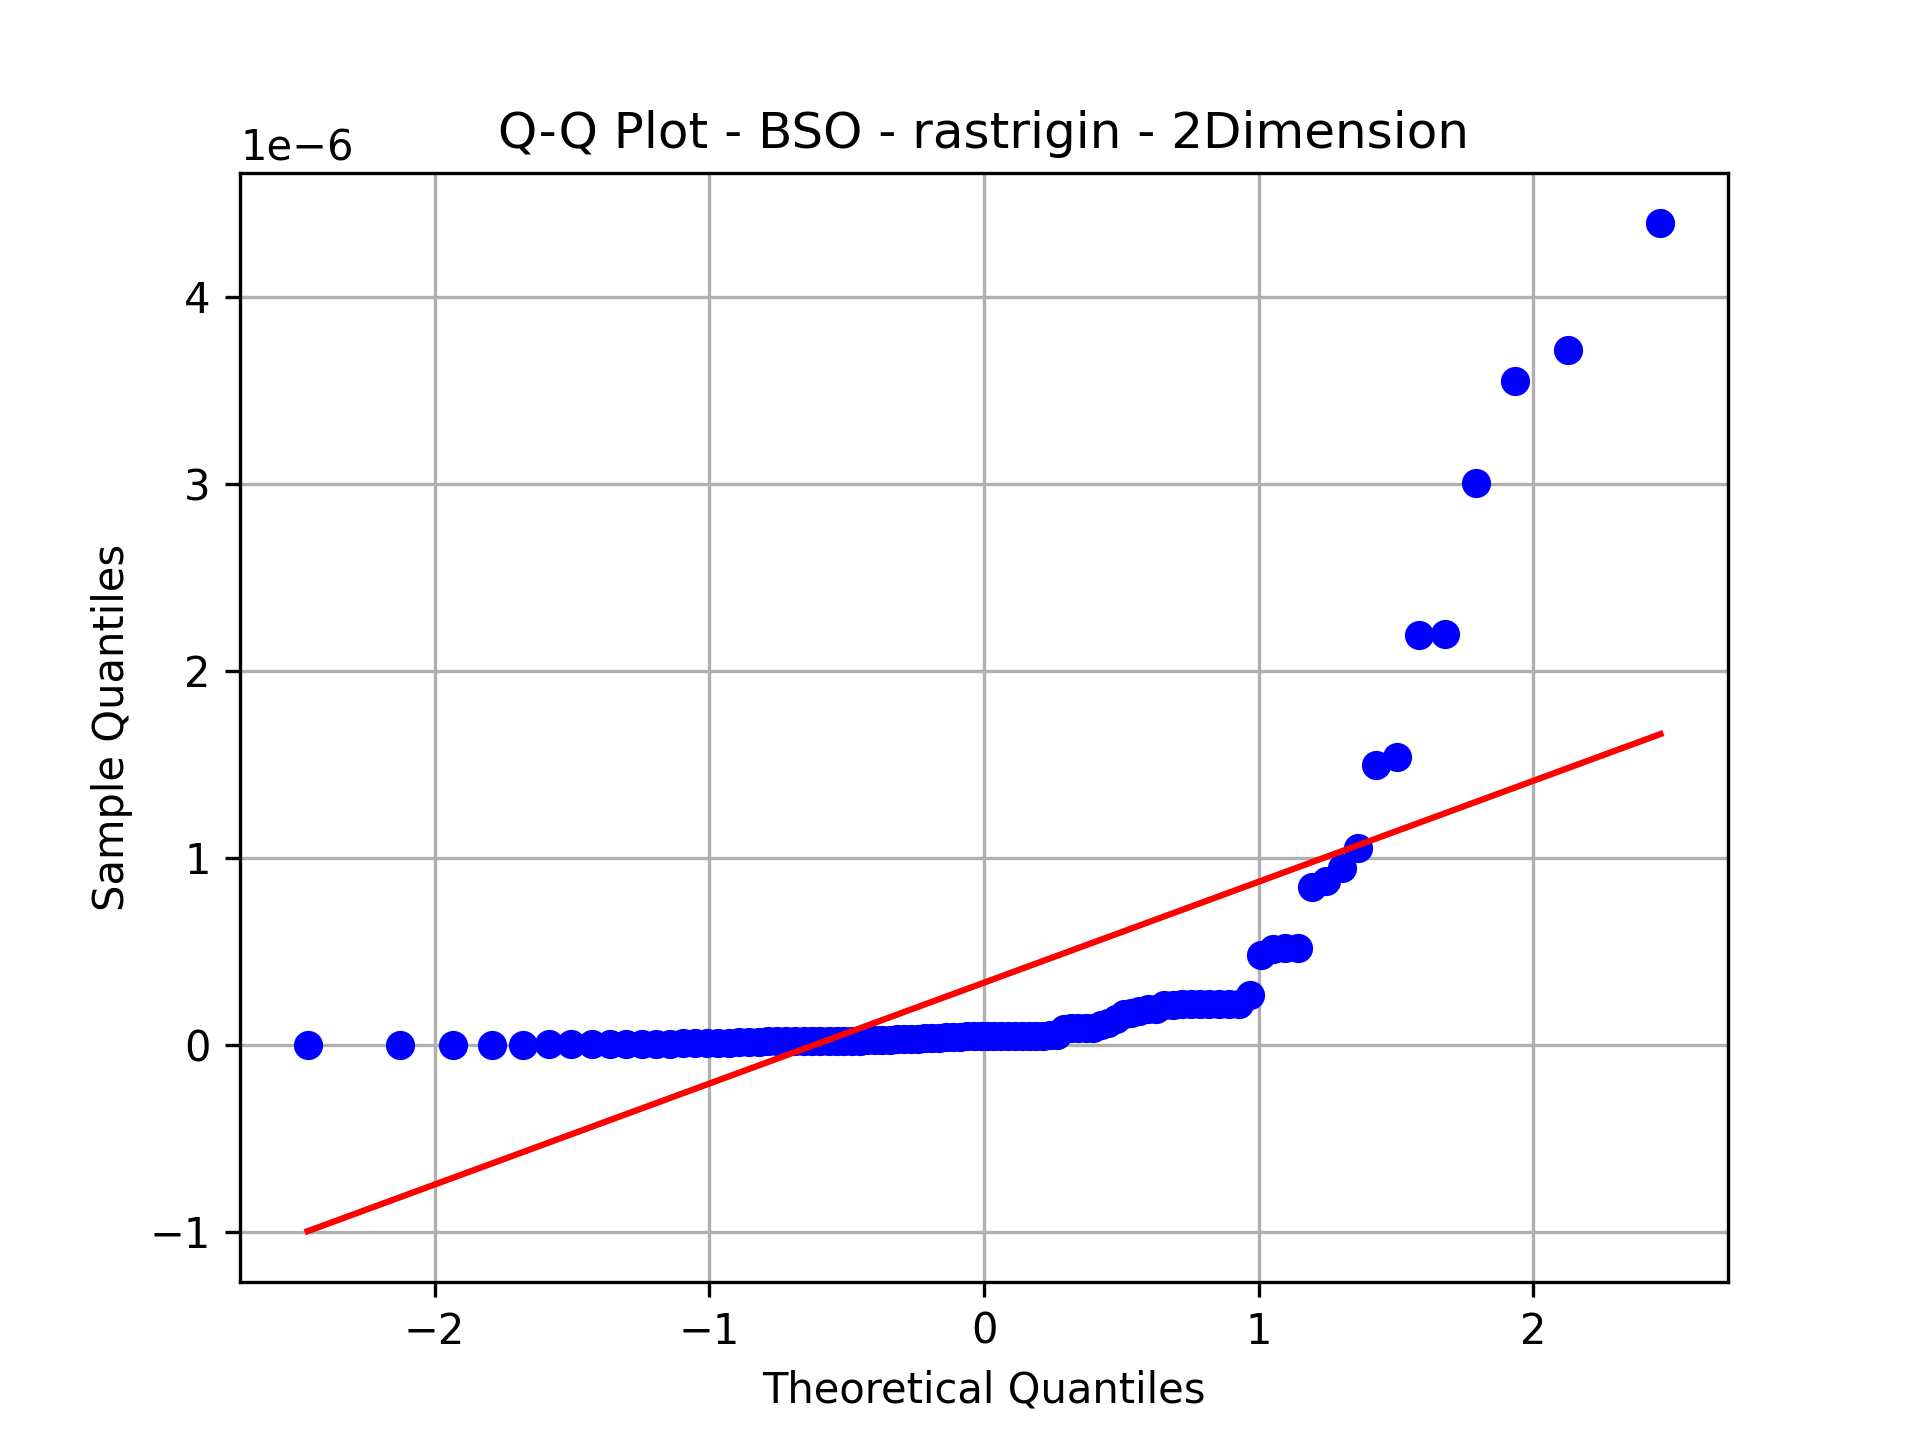 Q-Q Plot - BSO - rastrigin - 2Dimension
1e−6
4
3
2
1
0
−1
Sample Quantiles
−2
−1
0
1
2
Theoretical Quantiles